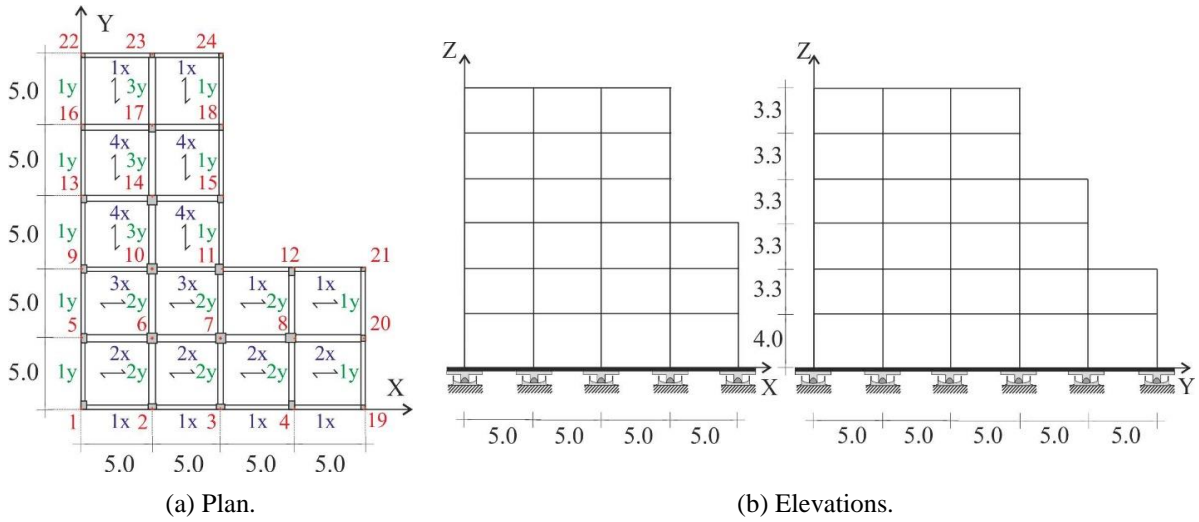 Y
22 23 24
1x 1x
5.0 1y 3y 1y
16 17 18
4x 4x
5.0 1y 3y 1y
13 14 15
4x 4x
5.0 1y 3y 1y
9 10 11 12 21
3x 3x 1x 1x
5.0 1y 2y 2y 2y 1y
5 6 7 8 20
2x 2x 2x 2x
5.0 1y 2y 2y 2y 1y
X
1 1x 2 1x 3 1x 4 1x 19
5.0 5.0 5.0 5.0
(a) Plan.
Z Z
3.3
3.3
3.3
3.3
3.3
4.0
X Y
5.0 5.0 5.0 5.0 5.0 5.0 5.0 5.0 5.0
(b) Elevations.